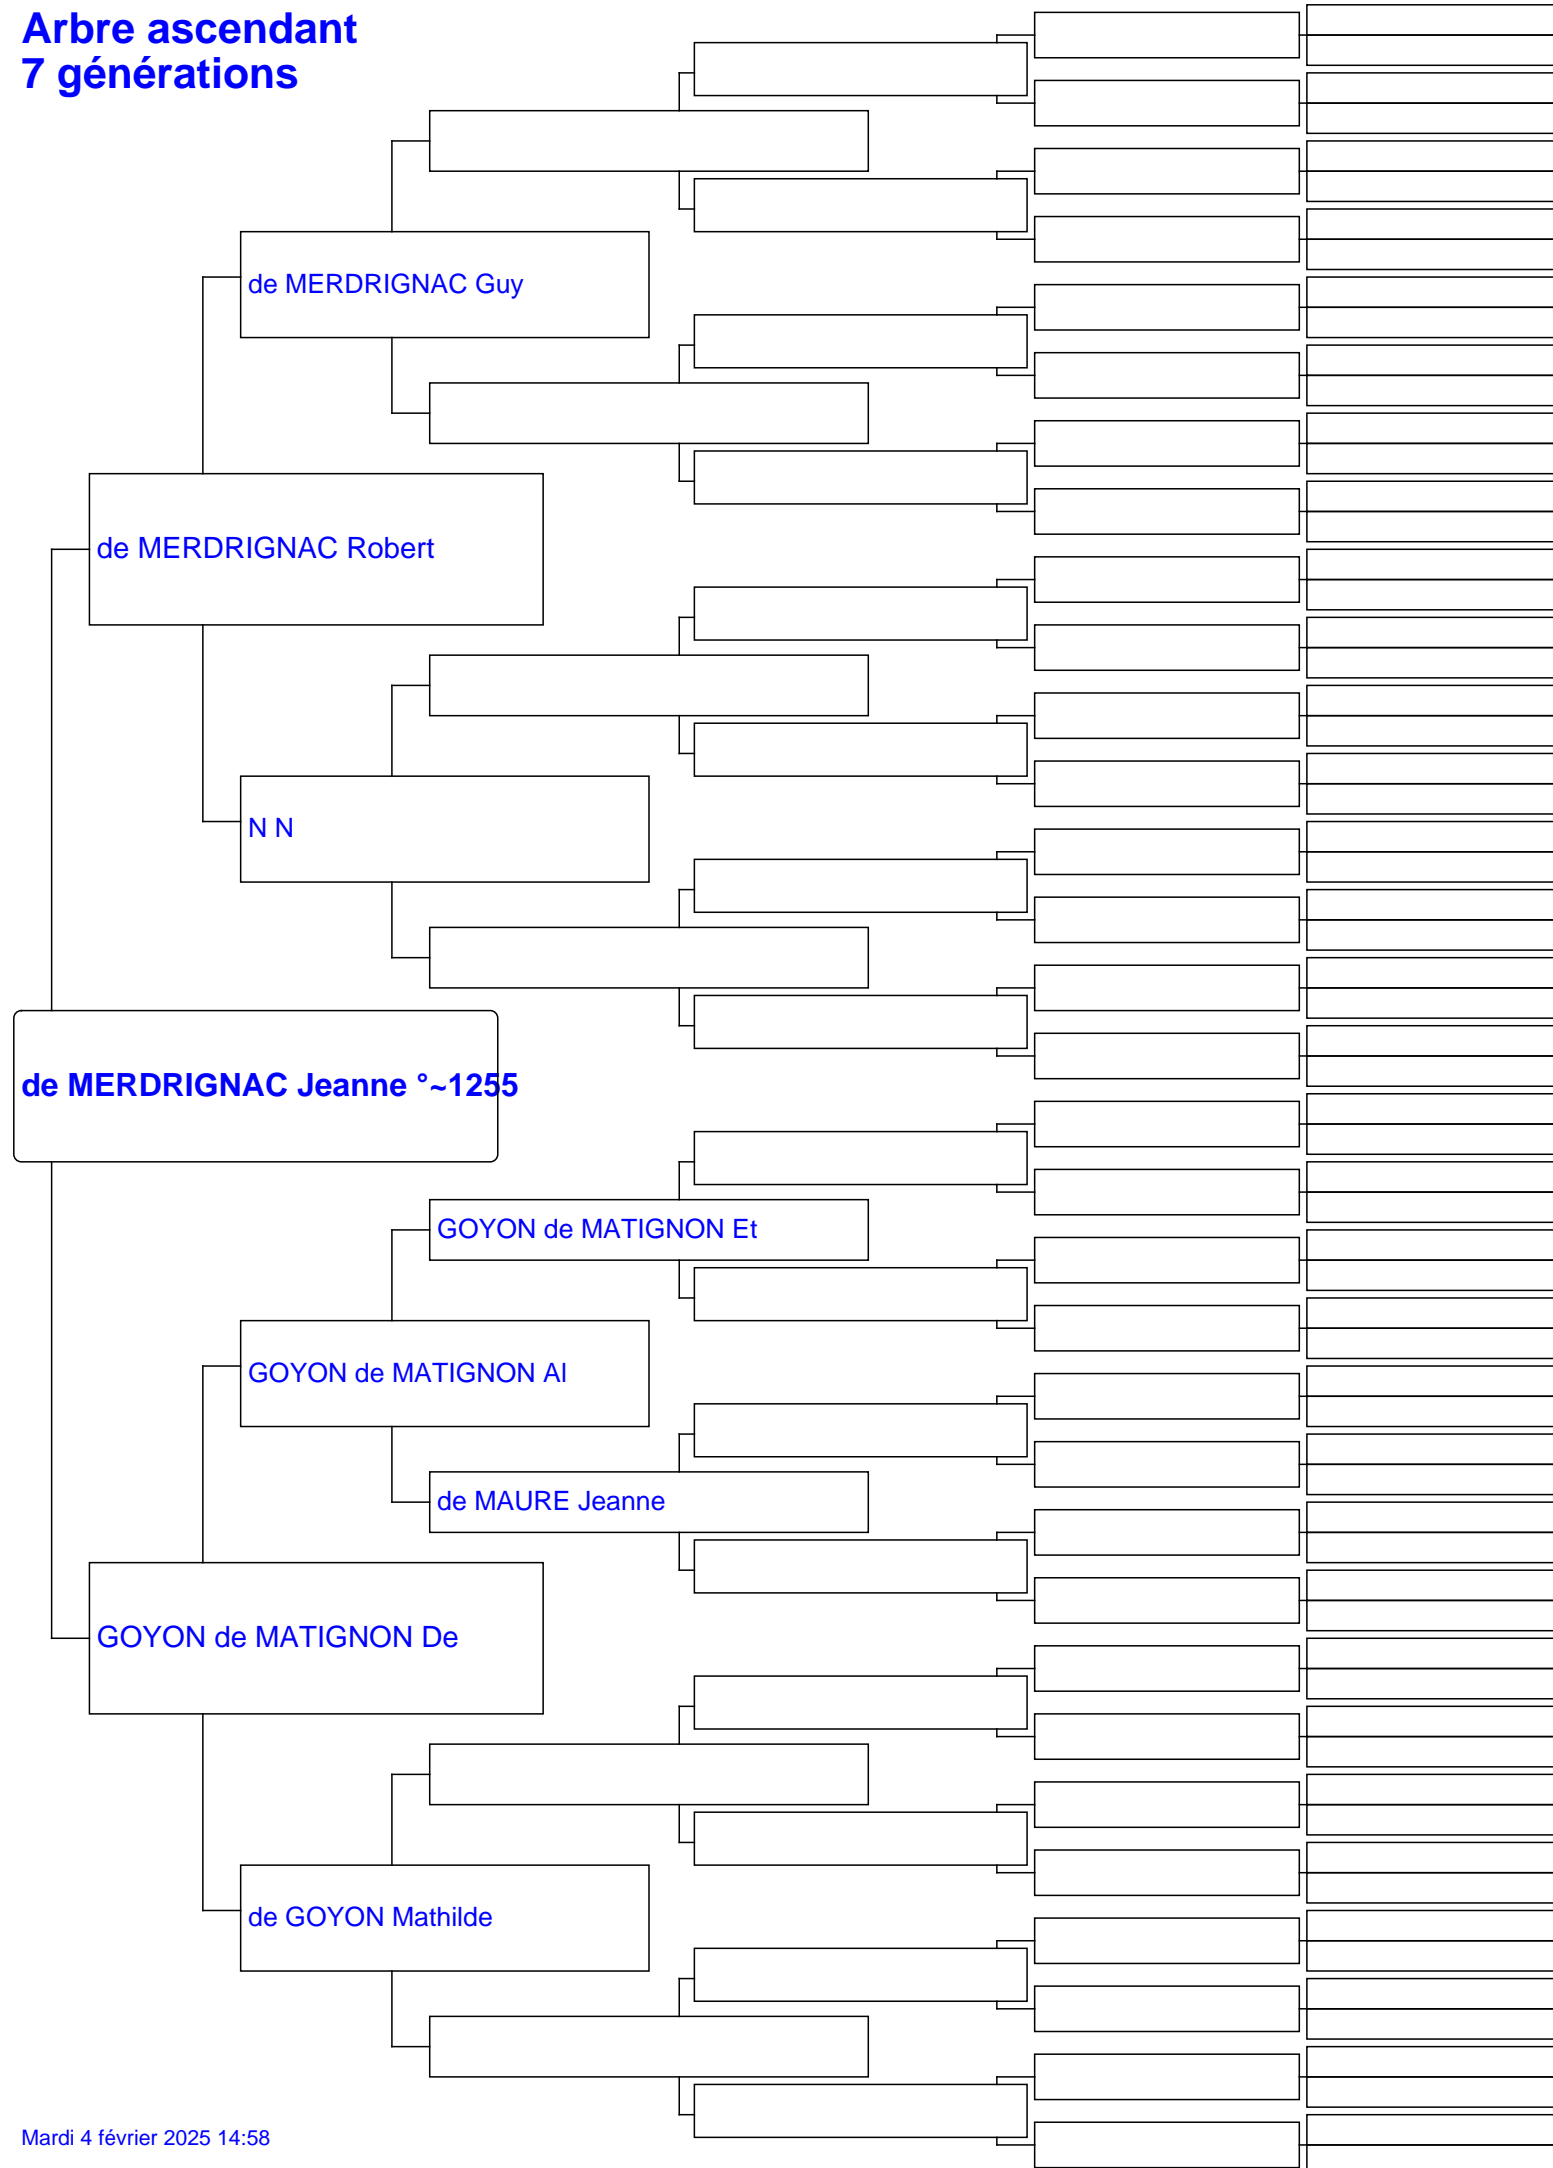 Arbre ascendant
7 générations
de MERDRIGNAC Guy
de MERDRIGNAC Robert
N N
de MERDRIGNAC Jeanne °~1255
GOYON de MATIGNON Et
GOYON de MATIGNON Al
de MAURE Jeanne
GOYON de MATIGNON De
de GOYON Mathilde
Mardi 4 février 2025 14:58